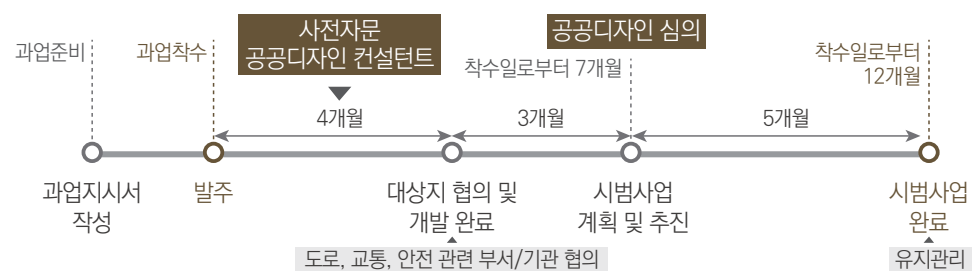 사전자문
공공디자인 컨설턴트
공공디자인 심의
과업준비
과업착수
착수일로부터 7개월
착수일로부터
12개월
4개월
3개월
5개월
과업지시서
작성
발주
대상지 협의 및
개발 완료
시범사업
계획 및 추진
시범사업
완료
도로, 교통, 안전 관련 부서/기관 협의
유지관리